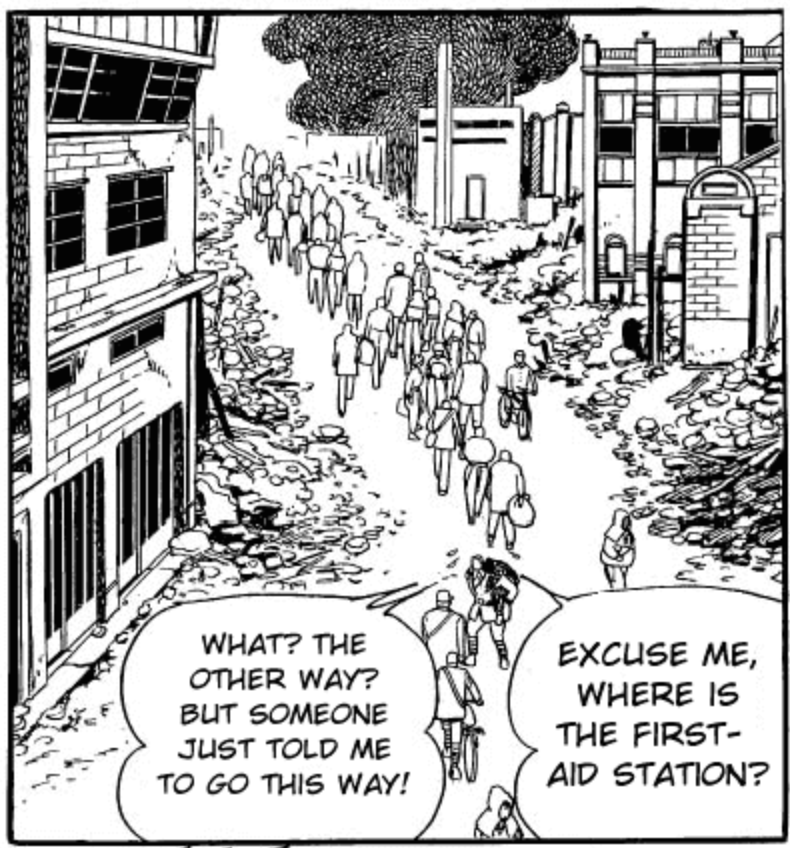 EXCUSE ME,
WHERE IS
THE FIRST-
AID STATION?
WHAT? THE
OTHER WAY?
BUT SOMEONE
JUST TOLD ME
TO GO THIS WAY!